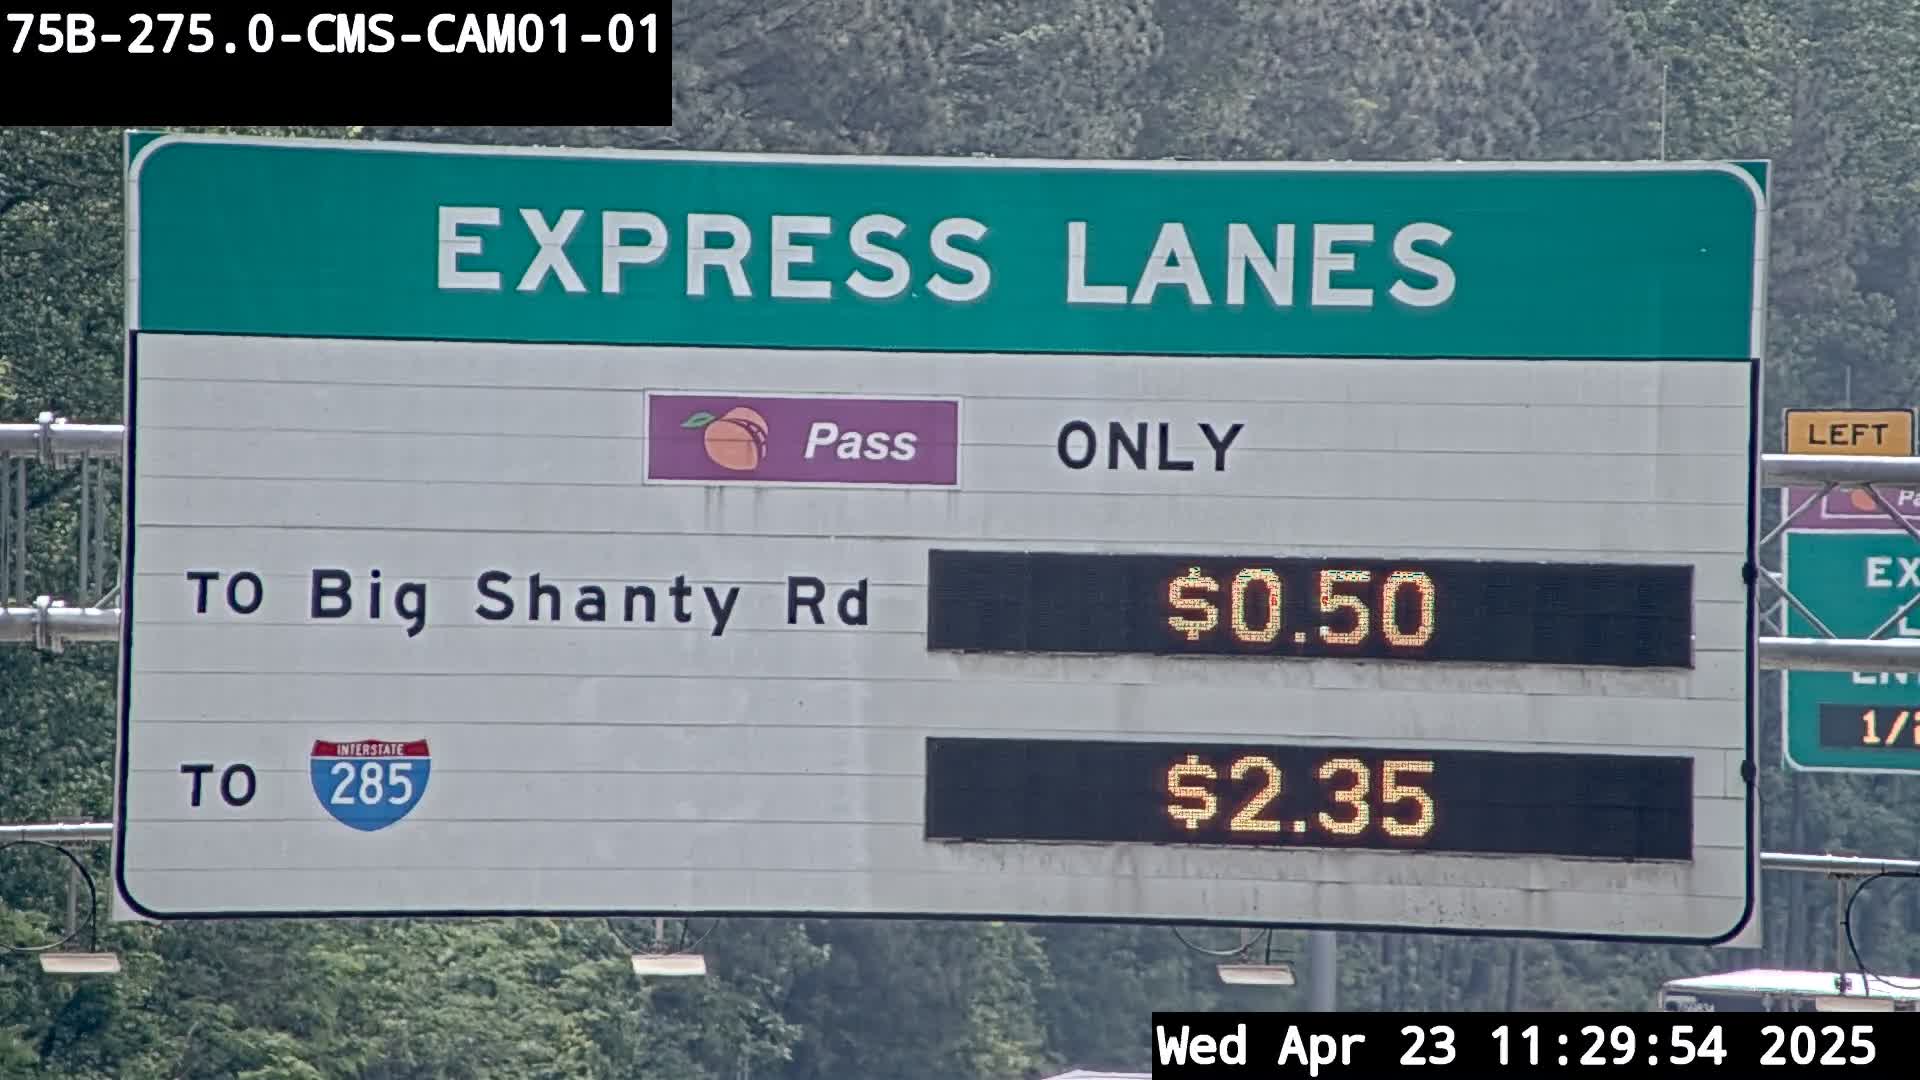 75B-275.0-CMS-CAM01-01
EXPRESS LANES
Pass ONLY
TO Big Shanty Rd $0.50
TO INTERSTATE 285 $2.35
LEFT
Wed Apr 23 11:29:54 2025